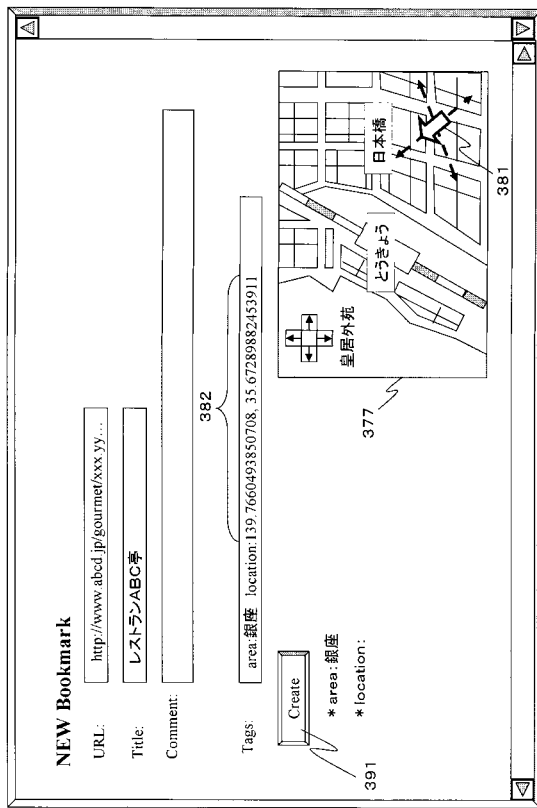 NEW Bookmark
URL: http://www.abcd.jp/gourmet/xxx.yy...
Title: レストランABC亭
Comment:
382
Tags: area:銀座 location:139.7660493850708, 35.67289882453911
Create
391
* area:銀座
* location:
皇居外苑
とうきょう
日本橋
377
381